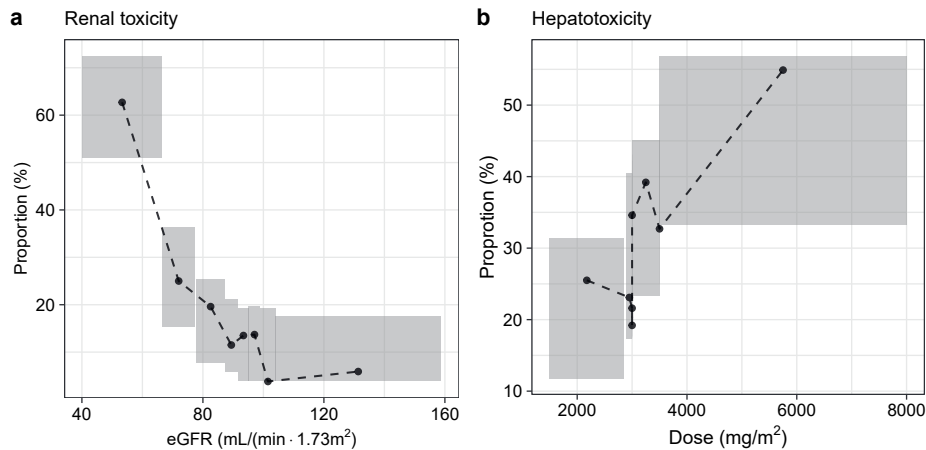 a Renal toxicity
Proportion (%)
60
40
20
40 80 120 160
eGFR (mL/(min · 1.73m²)
b Hepatotoxicity
Proprotion (%)
50
40
30
20
10
2000 4000 6000 8000
Dose (mg/m²)